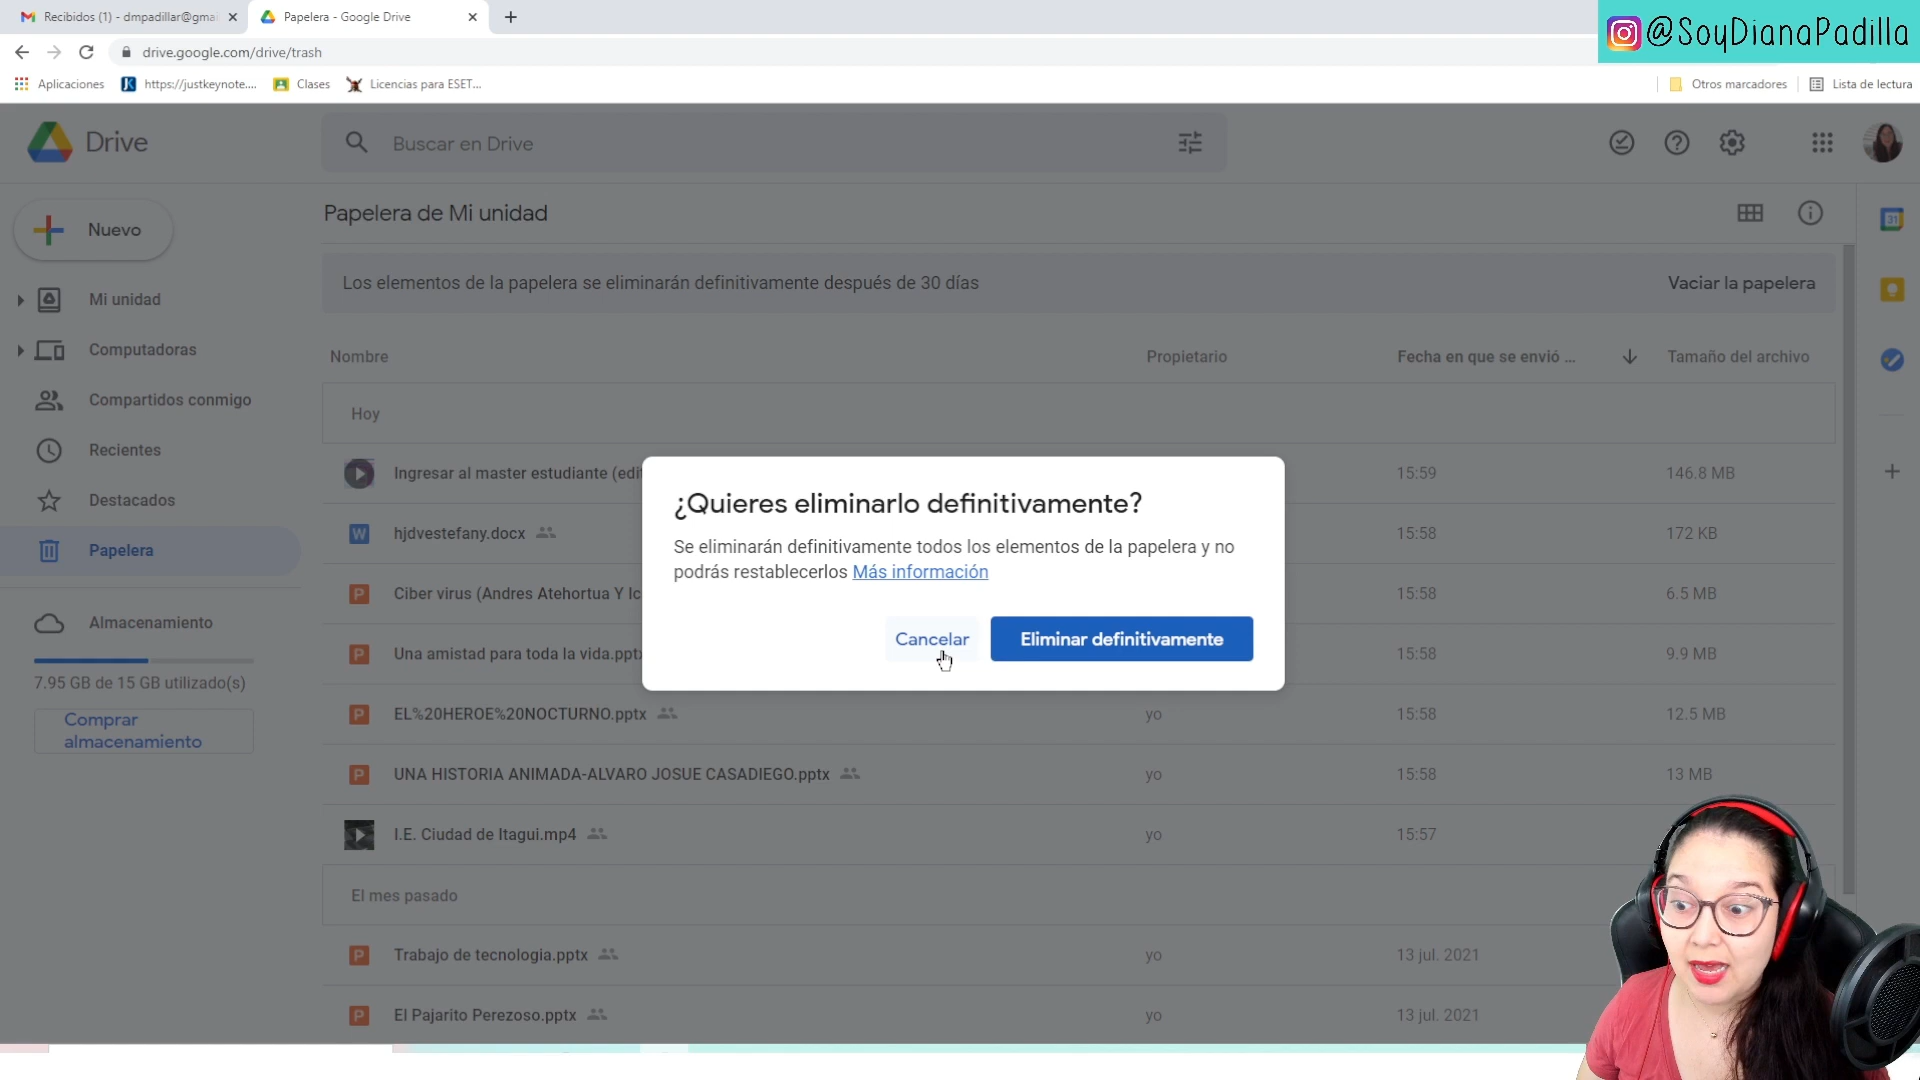 Recibidos (1) - dmpadillar@gmai
Papelera - Google Drive
@SoyDianaPadilla
drive.google.com/drive/trash
Aplicaciones
https://justkeynote....
Clases
Licencias para ESET...
Otros marcadores
Lista de lectura
Drive
Buscar en Drive
Nuevo
Papelera de Mi unidad
Los elementos de la papelera se eliminarán definitivamente después de 30 días
Vaciar la papelera
Mi unidad
Computadoras
Compartidos conmigo
Recientes
Destacados
Papelera
Almacenamiento
7.95 GB de 15 GB utilizado(s)
Comprar
almacenamiento
Nombre
Propietario
Fecha en que se envió ...
Tamaño del archivo
Hoy
Ingresar al master estudiante (edi
15:59
146.8 MB
hjdvestefany.docx
15:58
172 KB
Ciber virus (Andres Atehortua Y Ic
15:58
6.5 MB
Una amistad para toda la vida.ppt
15:58
9.9 MB
EL%20HEROE%20NOCTURNO.pptx
yo
15:58
12.5 MB
UNA HISTORIA ANIMADA-ALVARO JOSUE CASADIEGO.pptx
yo
15:58
13 MB
I.E. Ciudad de Itagui.mp4
yo
15:57
El mes pasado
Trabajo de tecnologia.pptx
yo
13 jul. 2021
El Pajarito Perezoso.pptx
yo
13 jul. 2021
¿Quieres eliminarlo definitivamente?
Se eliminarán definitivamente todos los elementos de la papelera y no
podrás restablecerlos Más información
Cancelar
Eliminar definitivamente
31